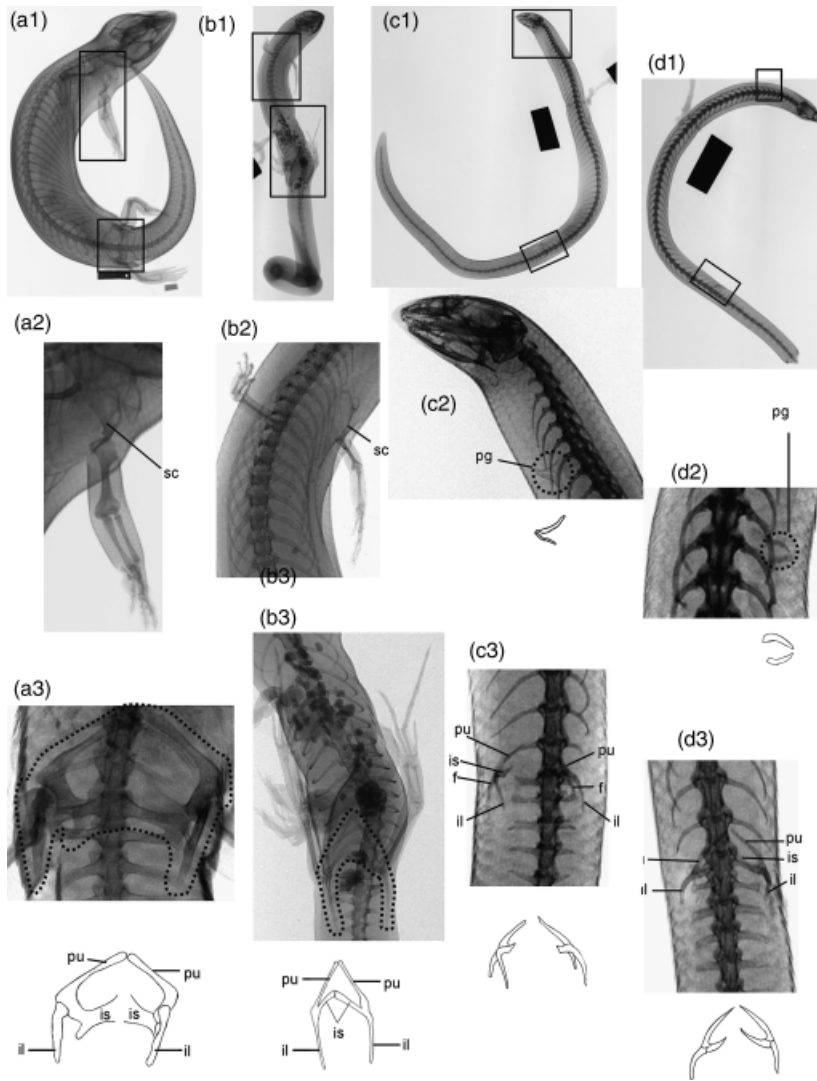 (a1)
(b1)
(c1)
(d1)
(a2)
sc
(b2)
sc
(b3)
(c2)
pg
pg
(d2)
(a3)
(b3)
(c3)
pu
is
f
il
pu
f
il
(d3)
pu
is
il
pu
pu
is
is
il
il
pu
pu
is
il
il